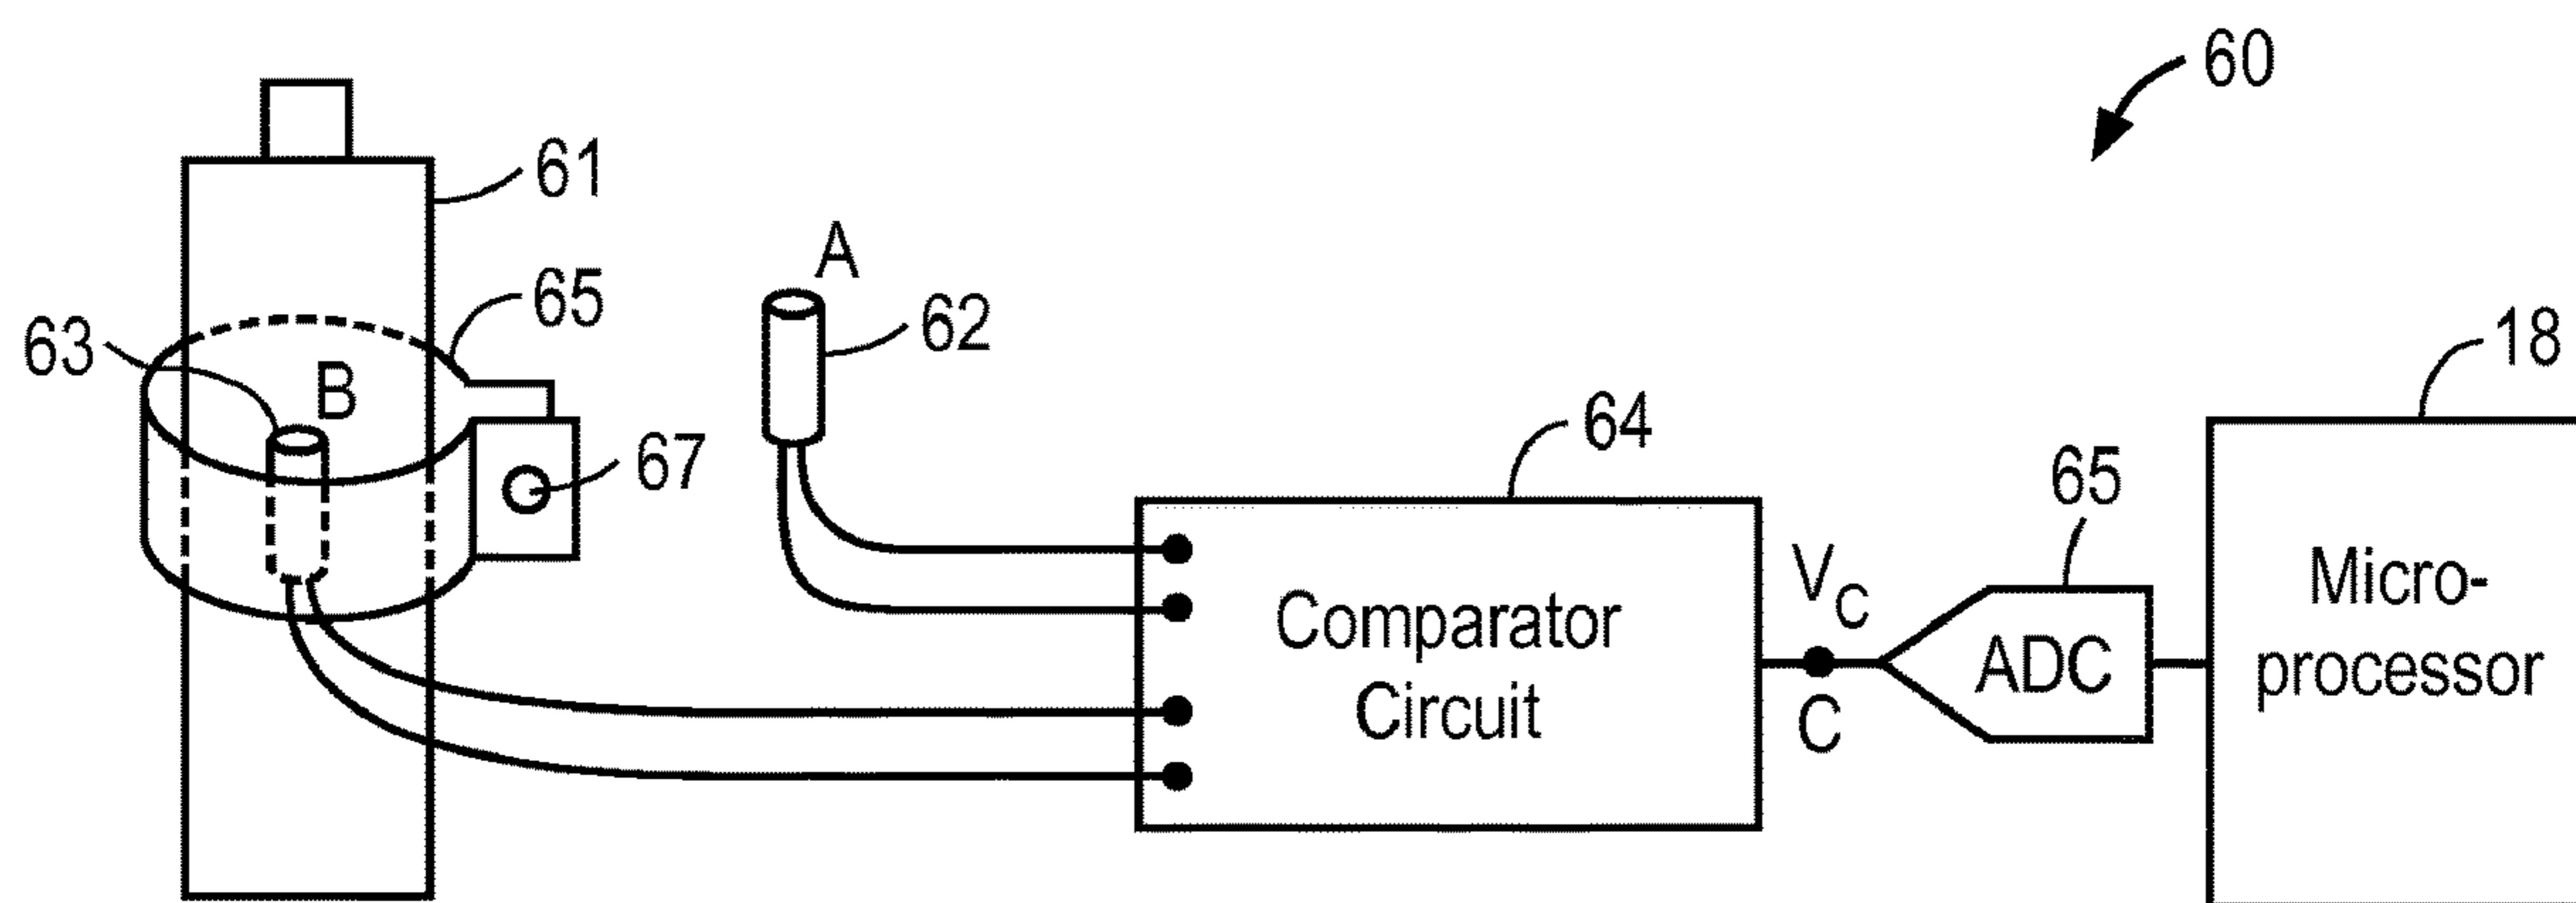 60
61
A
65
62
63
B
18
67
64
65
V_C
Comparator
Circuit
ADC
C
Micro-
processor